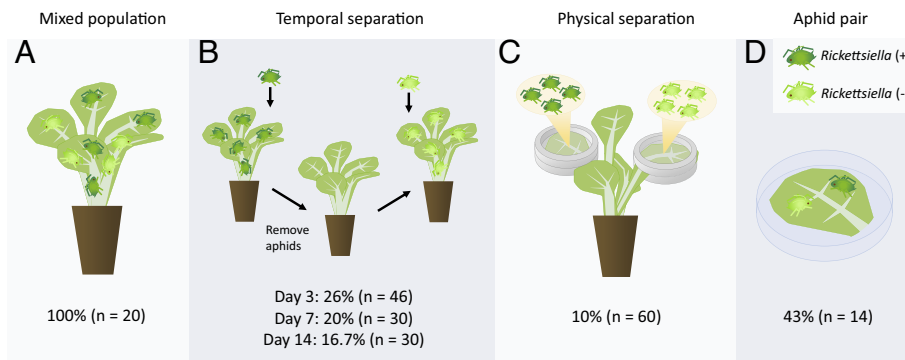 Mixed population
Temporal separation
Physical separation
Aphid pair
A
B
C
D
Rickettsiella (+
Rickettsiella (-
Remove
aphids
100% (n = 20)
Day 3: 26% (n = 46)
Day 7: 20% (n = 30)
Day 14: 16.7% (n = 30)
10% (n = 60)
43% (n = 14)